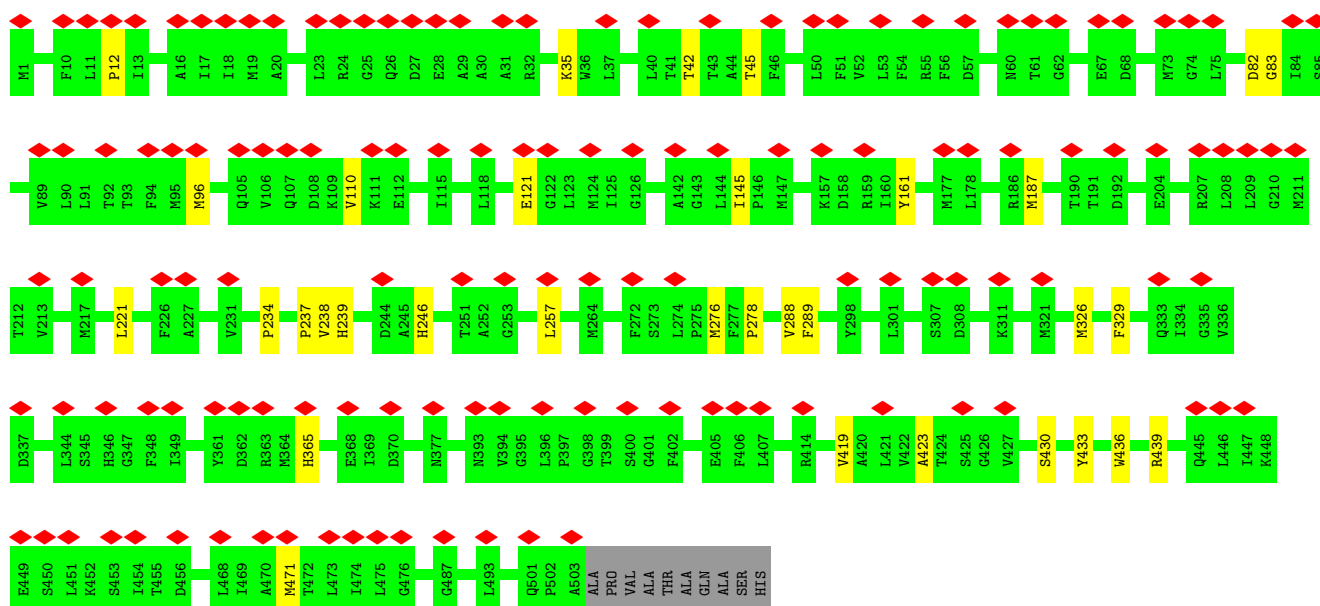 M1 F10 L11 P12 I13 A16 I17 I18 M19 A20 L23 R24 G25 Q26 D27 E28 A29 A30 A31 R32 K35 W36 L37 L40 T41 T42 T43 A44 T45 F46 L50 F51 V52 L53 F54 R55 F56 D57 N60 T61 G62 E67 D68 M73 G74 L75 D82 G83 I84 S85
V89 L90 L91 T92 T93 F94 M95 M96 Q105 V106 Q107 D108 K109 V110 K111 E112 I115 L118 E121 G122 L123 M124 I125 G126 A142 G143 L144 I145 P146 M147 K157 D158 R159 I160 Y161 M177 L178 R186 M187 T190 T191 D192 E204 R207 L208 L209 G210 M211
T212 V213 M217 L221 F226 A227 V231 P234 P237 V238 H239 D244 A245 H246 T251 A252 G253 L257 M264 F272 S273 L274 P275 M276 F277 P278 V288 F289 Y298 L301 S307 D308 K311 M321 M326 F329 Q333 I334 G335 V336
D337 L344 S345 H346 G347 F348 I349 Y361 D362 R363 M364 H365 E368 I369 D370 N377 N393 V394 G395 L396 P397 G398 T399 S400 G401 F402 E405 F406 L407 R414 V419 A420 L421 V422 A423 T424 S425 G426 V427 S430 Y433 W436 R439 Q445 L446 I447 K448
E449 S450 L451 K452 S453 I454 T455 D456 L468 I469 A470 M471 T472 L473 I474 L475 G476 G487 L493 Q501 P502 A503 ALA PRO VAL ALA THR ALA GLN ALA SER HIS